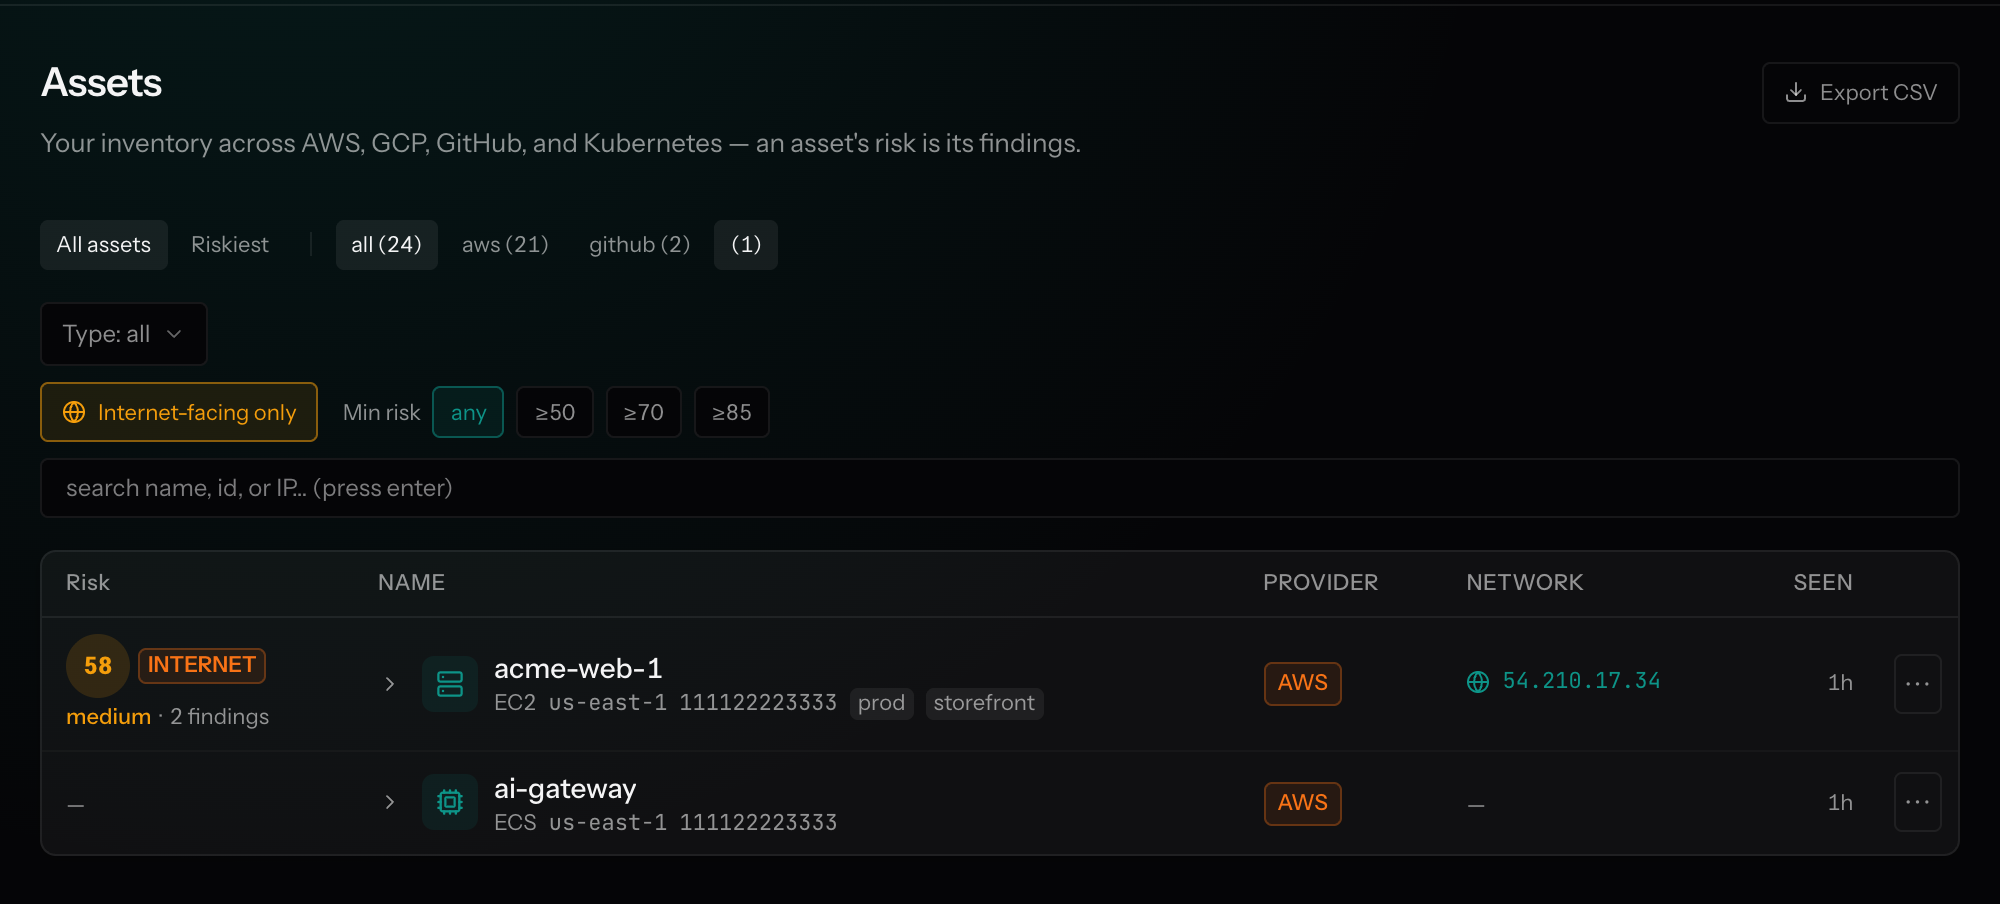 Assets
Export CSV
Your inventory across AWS, GCP, GitHub, and Kubernetes — an asset's risk is its findings.
All assets Riskiest all (24) aws (21) github (2) (1)
Type: all
Internet-facing only Min risk any ≥50 ≥70 ≥85
search name, id, or IP... (press enter)
Risk NAME PROVIDER NETWORK SEEN
58 INTERNET
medium · 2 findings
acme-web-1
EC2 us-east-1 111122223333 prod storefront
AWS 54.210.17.34 1h ...
— ai-gateway
ECS us-east-1 111122223333
AWS — 1h ...